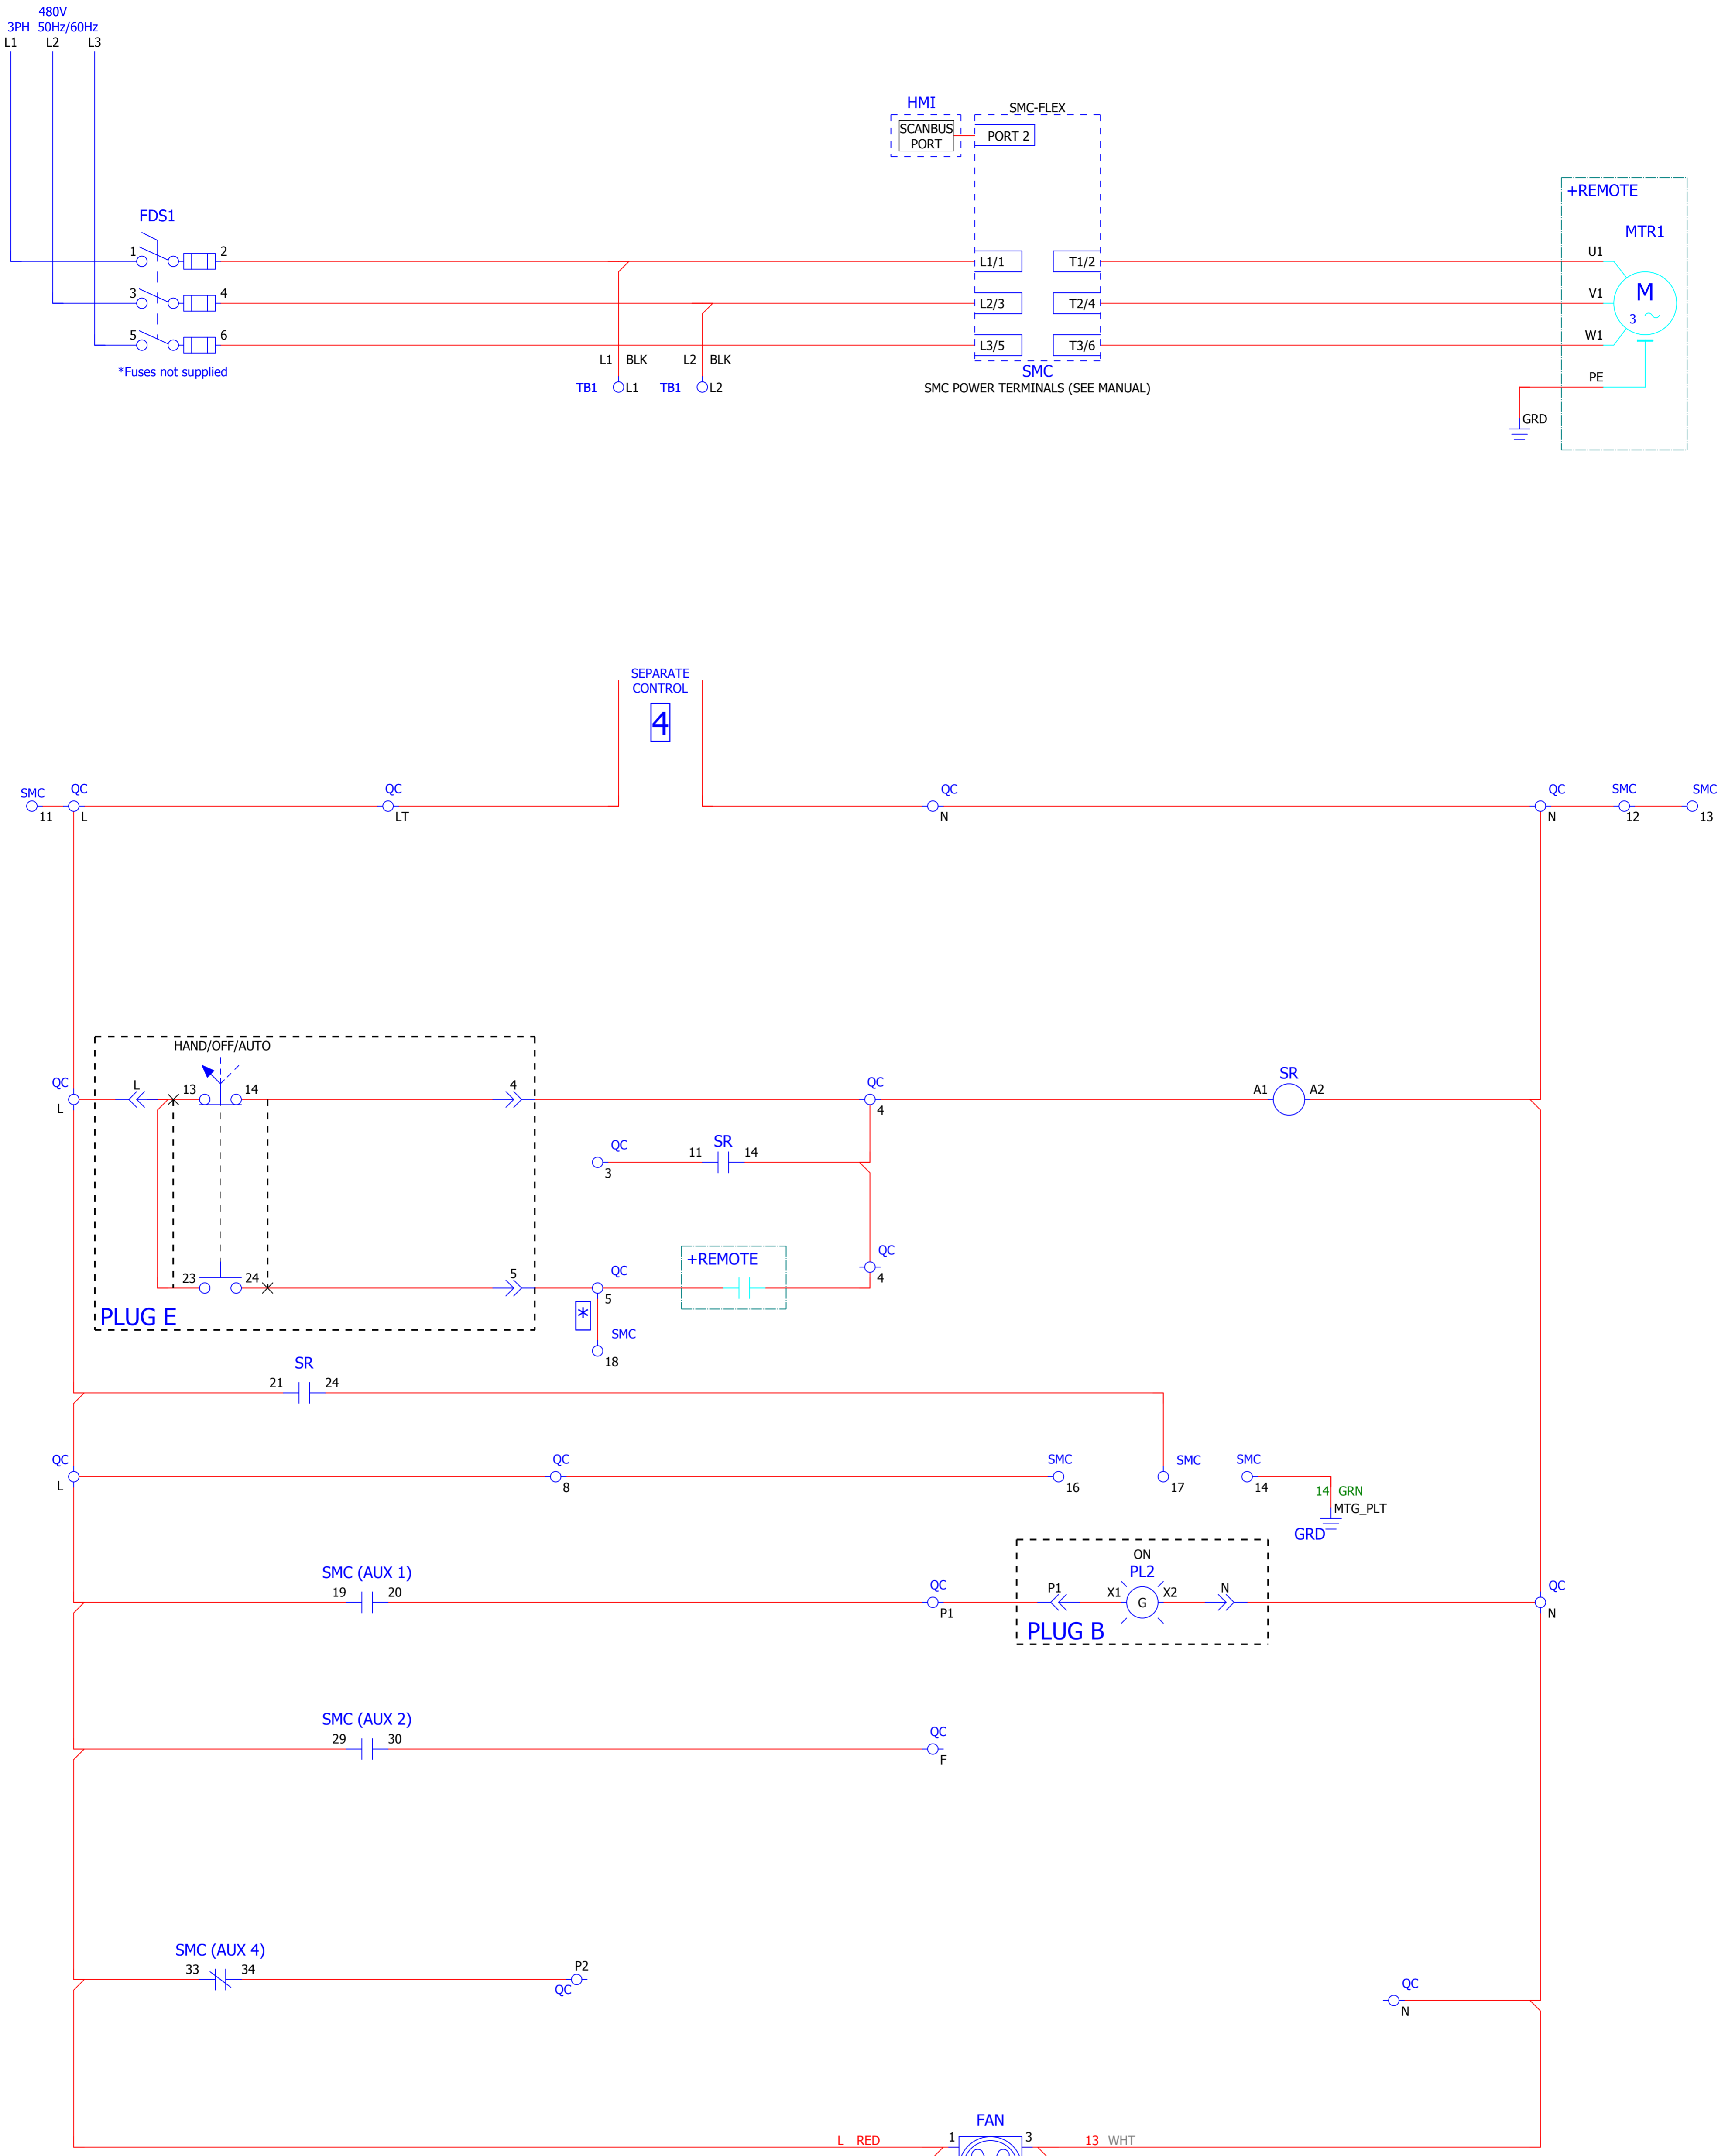 480V
3PH 50Hz/60Hz
L1 L2 L3
HMI
SCANBUS
PORT
SMC-FLEX
PORT 2
+REMOTE
MTR1
FDS1
1 2
3 4
5 6
*Fuses not supplied
L1/1 T1/2
L2/3 T2/4
L3/5 T3/6
U1
V1
W1
PE
M
3
L1 BLK
L2 BLK
TB1 L1
TB1 L2
SMC
SMC POWER TERMINALS (SEE MANUAL)
GRD
SEPARATE
CONTROL
4
SMC
11
QC
L
QC
LT
QC
N
QC
N
SMC
12
SMC
13
HAND/OFF/AUTO
QC
L
L
13 14
4
QC
4
SR
A1 A2
QC
3
SR
11 14
23 24
5
QC
5
+REMOTE
QC
4
PLUG E
*
SMC
18
SR
21 24
QC
L
QC
8
SMC
16
SMC
17
SMC
14
14 GRN
MTG_PLT
GRD
SMC (AUX 1)
19 20
QC
P1
ON
PL2
P1
X1
G
X2
N
PLUG B
QC
N
SMC (AUX 2)
29 30
QC
F
SMC (AUX 4)
33 34
P2
QC
QC
N
FAN
L RED
1 3
13 WHT